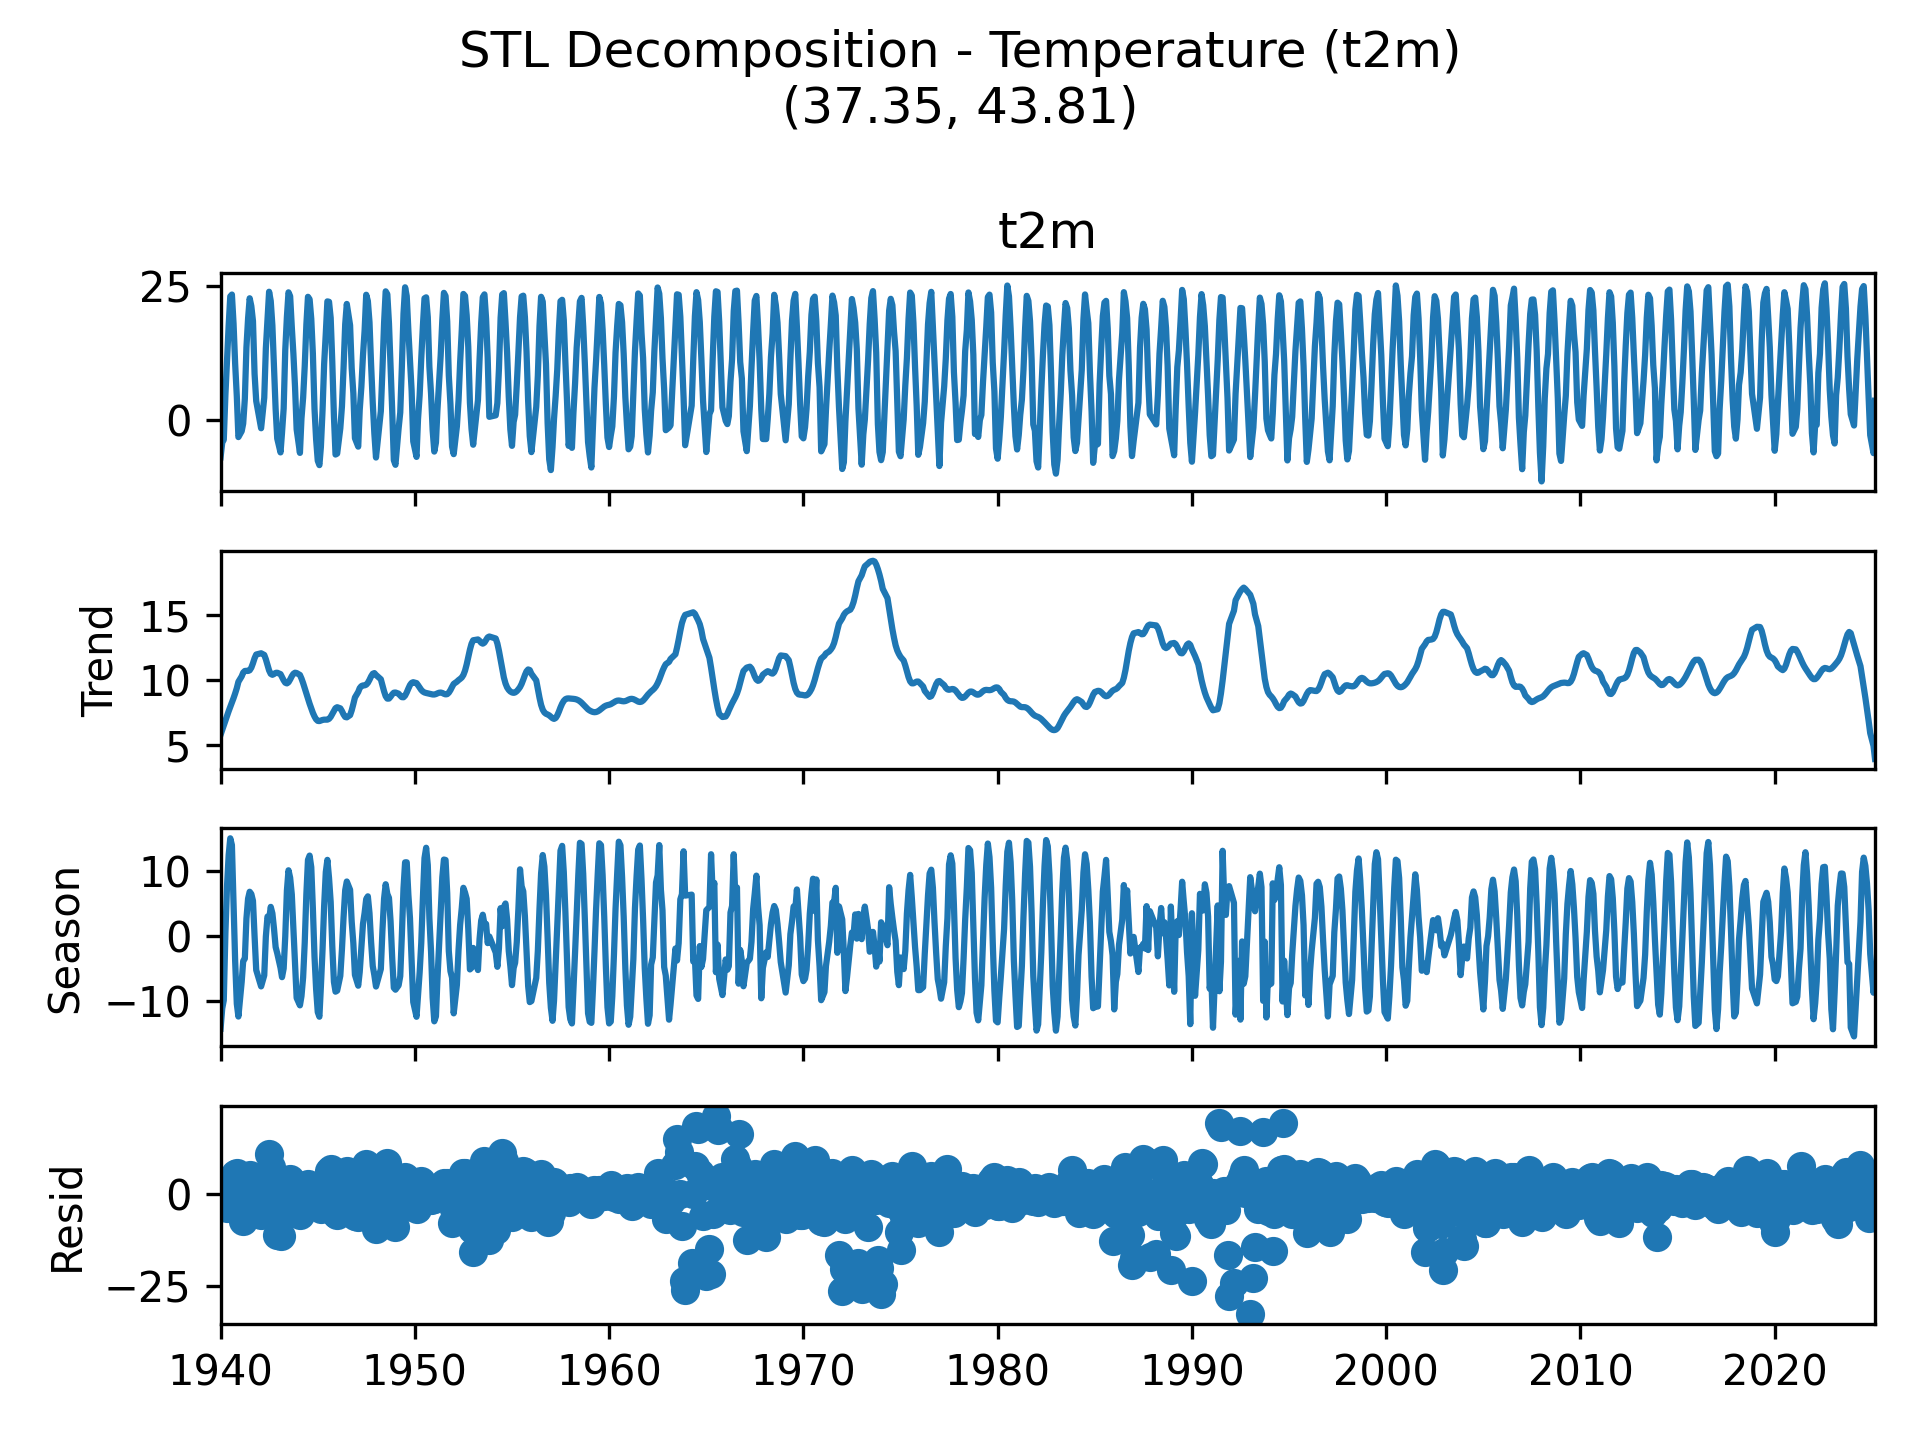 STL Decomposition - Temperature (t2m)
(37.35, 43.81)
t2m
25
0
Trend
15
10
5
Season
10
0
−10
Resid
0
−25
1940 1950 1960 1970 1980 1990 2000 2010 2020